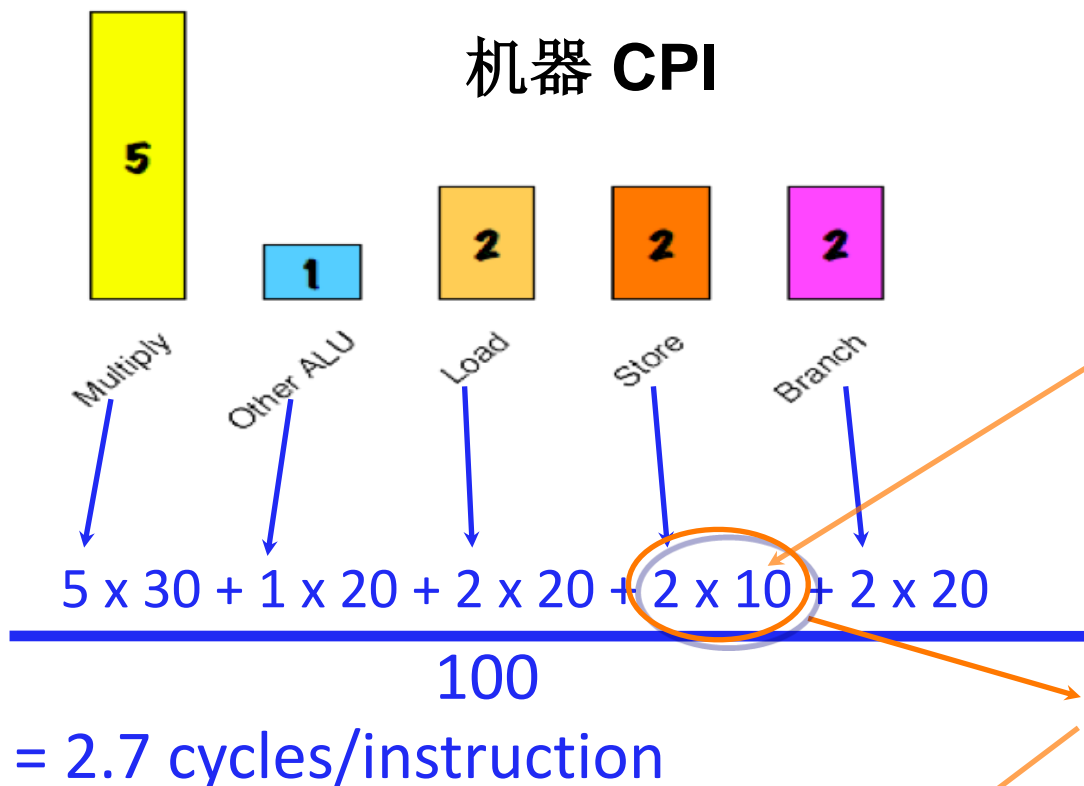 机器 CPI
5
1
2
2
2
Multiply
Other ALU
Load
Store
Branch
5 x 30 + 1 x 20 + 2 x 20 + 2 x 10 + 2 x 20
100
= 2.7 cycles/instruction